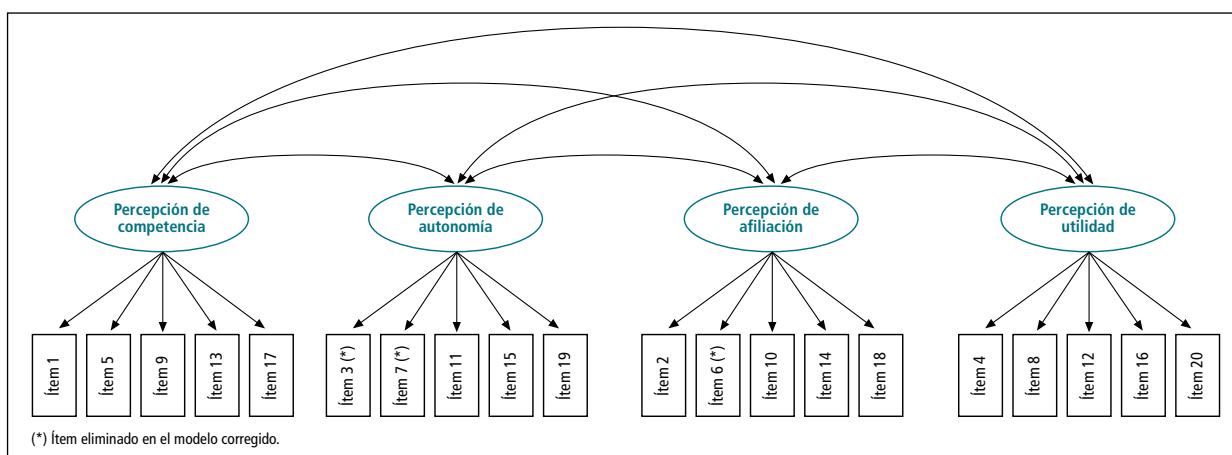 Percepción de
competencia
Percepción de
autonomía
Percepción de
afiliación
Percepción de
utilidad
Ítem 1
Ítem 5
Ítem 9
Ítem 13
Ítem 17
Ítem 3 (*)
Ítem 7 (*)
Ítem 11
Ítem 15
Ítem 19
Ítem 2
Ítem 6 (*)
Ítem 10
Ítem 14
Ítem 18
Ítem 4
Ítem 8
Ítem 12
Ítem 16
Ítem 20
(*) Ítem eliminado en el modelo corregido.